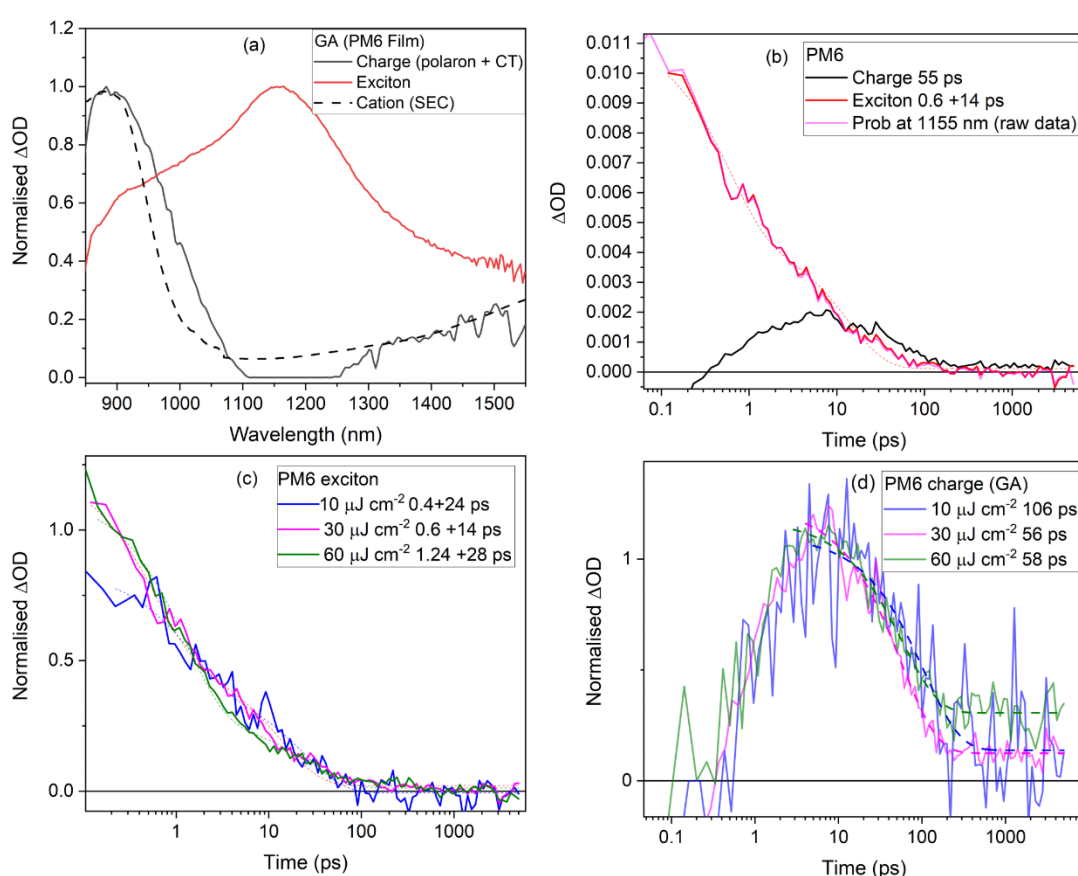 (a)
GA (PM6 Film)
Charge (polaron + CT)
Exciton
Cation (SEC)
Normalised ΔOD
1.2
1.0
0.8
0.6
0.4
0.2
0.0
900 1000 1100 1200 1300 1400 1500
Wavelength (nm)
(b)
PM6
Charge 55 ps
Exciton 0.6 +14 ps
Prob at 1155 nm (raw data)
ΔOD
0.011
0.010
0.009
0.008
0.007
0.006
0.005
0.004
0.003
0.002
0.001
0.000
0.1 1 10 100 1000
Time (ps)
(c)
PM6 exciton
10 μJ cm⁻² 0.4+24 ps
30 μJ cm⁻² 0.6 +14 ps
60 μJ cm⁻² 1.24 +28 ps
Normalised ΔOD
1.0
0.5
0.0
1 10 100 1000
Time (ps)
(d)
PM6 charge (GA)
10 μJ cm⁻² 106 ps
30 μJ cm⁻² 56 ps
60 μJ cm⁻² 58 ps
Normalised ΔOD
1
0
0.1 1 10 100 1000
Time (ps)